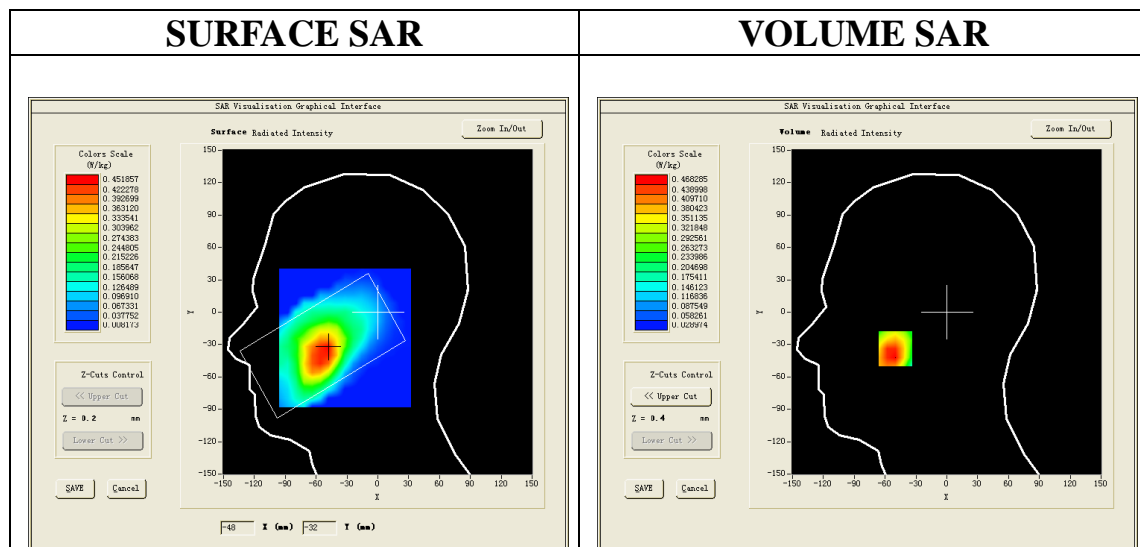 SURFACE SAR
VOLUME SAR
SAR Visualisation Graphical Interface
Surface Radiated Intensity
Zoom In/Out
Colors Scale
(W/kg)
0.451857
0.422278
0.392699
0.363120
0.333541
0.303962
0.274383
0.244805
0.215226
0.185647
0.156068
0.126489
0.096910
0.067331
0.037752
0.008173
Z-Cuts Control
<< Upper Cut
Z = 0.2 mm
Lower Cut >>
SAVE
Cancel
150
120
90
60
30
0
-30
-60
-90
-120
-150
Y
-150 -120 -90 -60 -30 0 30 60 90 120 150
X
-48 X (mm) -32 Y (mm)
SAR Visualisation Graphical Interface
Volume Radiated Intensity
Zoom In/Out
Colors Scale
(W/kg)
0.468285
0.438998
0.409710
0.380423
0.351135
0.321848
0.292561
0.263273
0.233986
0.204698
0.175411
0.146123
0.116836
0.087549
0.058261
0.028974
Z-Cuts Control
<< Upper Cut
Z = 0.4 mm
Lower Cut >>
SAVE
Cancel
150
120
90
60
30
0
-30
-60
-90
-120
-150
Y
-150 -120 -90 -60 -30 0 30 60 90 120 150
X